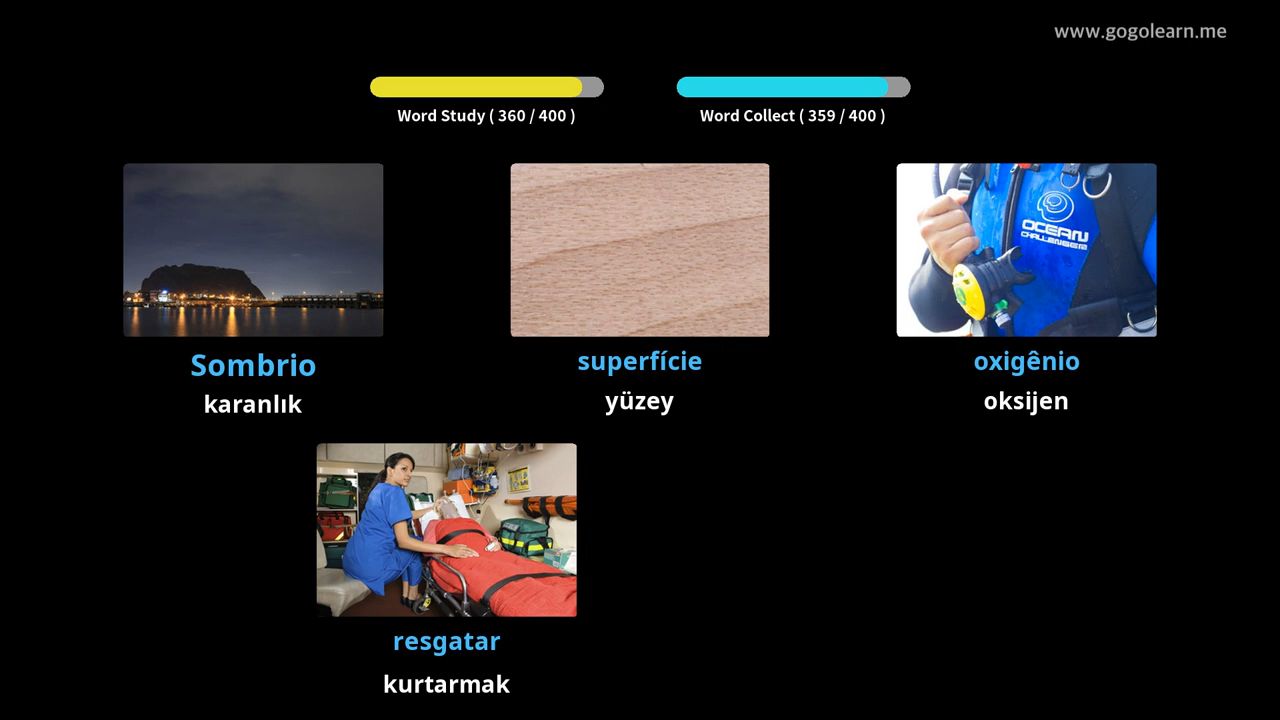 www.gogolearn.me
Word Study ( 360 / 400 )
Word Collect ( 359 / 400 )
OCEAN
CHALLENGER
Sombrio
karanlık
superfície
yüzey
oxigênio
oksijen
resgatar
kurtarmak